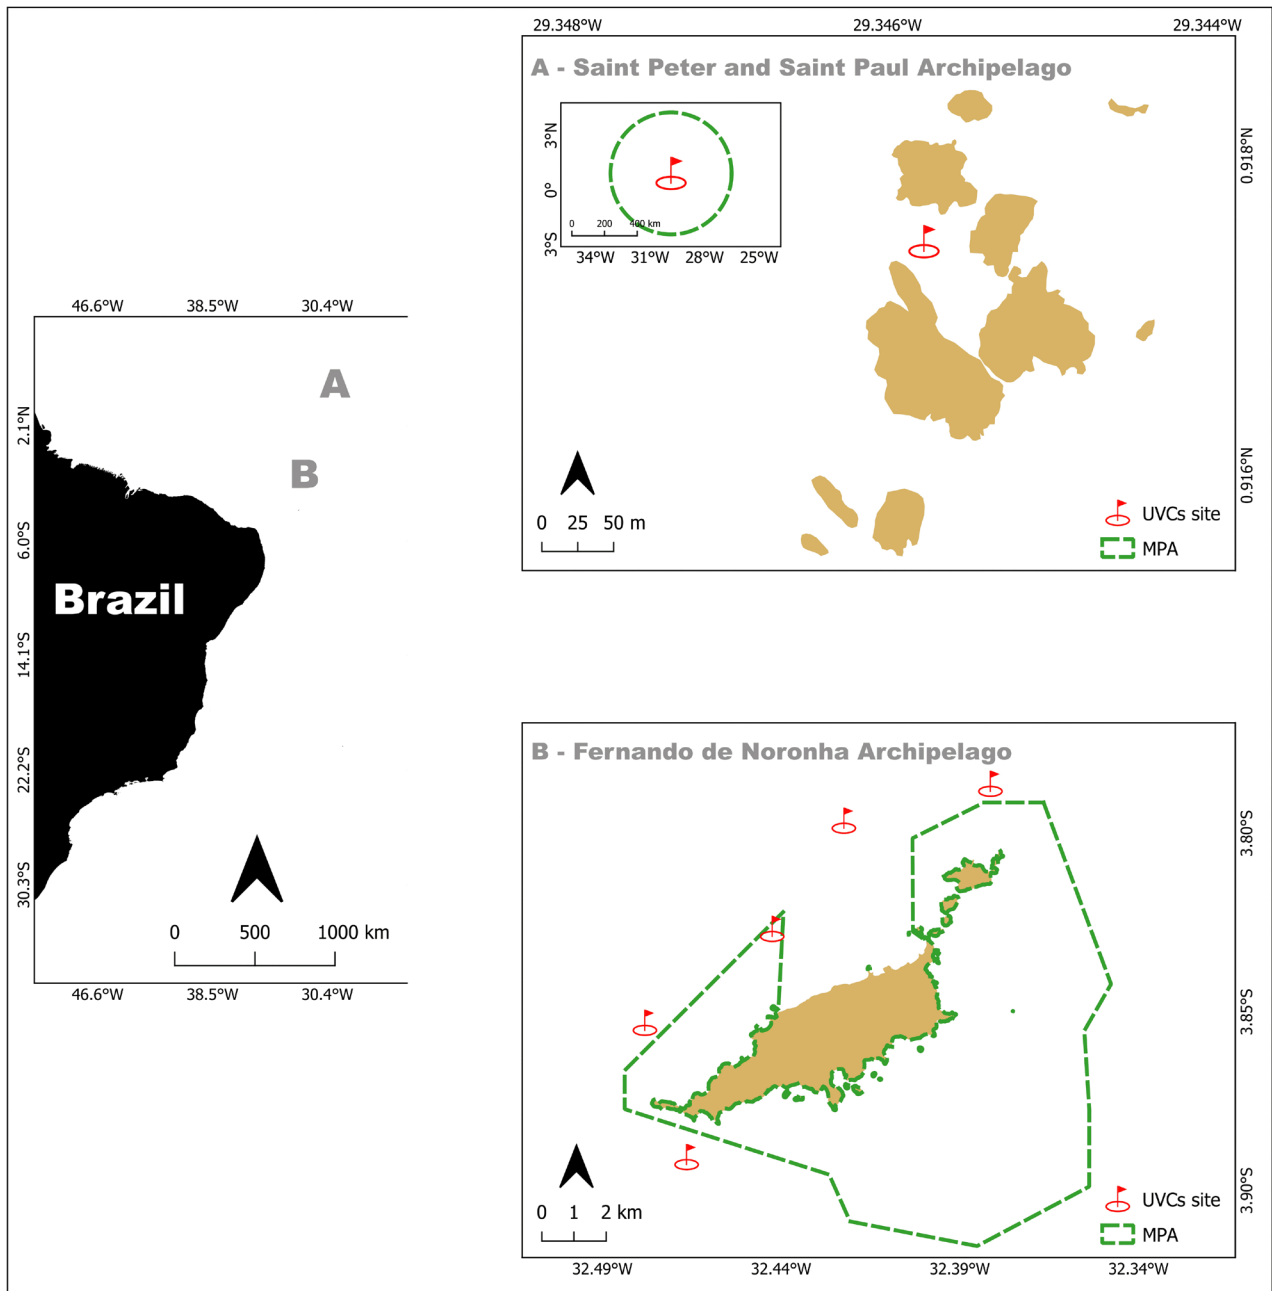 46.6°W 38.5°W 30.4°W
2.1°N
6.0°S
14.1°S
22.2°S
30.3°S
A
B
Brazil
0 500 1000 km
46.6°W 38.5°W 30.4°W
29.348°W 29.346°W 29.344°W
A - Saint Peter and Saint Paul Archipelago
3°N
0°
3°S
0 200 400 km
34°W 31°W 28°W 25°W
0.918°N
0.916°N
0 25 50 m
UVCs site
MPA
B - Fernando de Noronha Archipelago
3.80°S
3.85°S
3.90°S
0 1 2 km
UVCs site
MPA
32.49°W 32.44°W 32.39°W 32.34°W